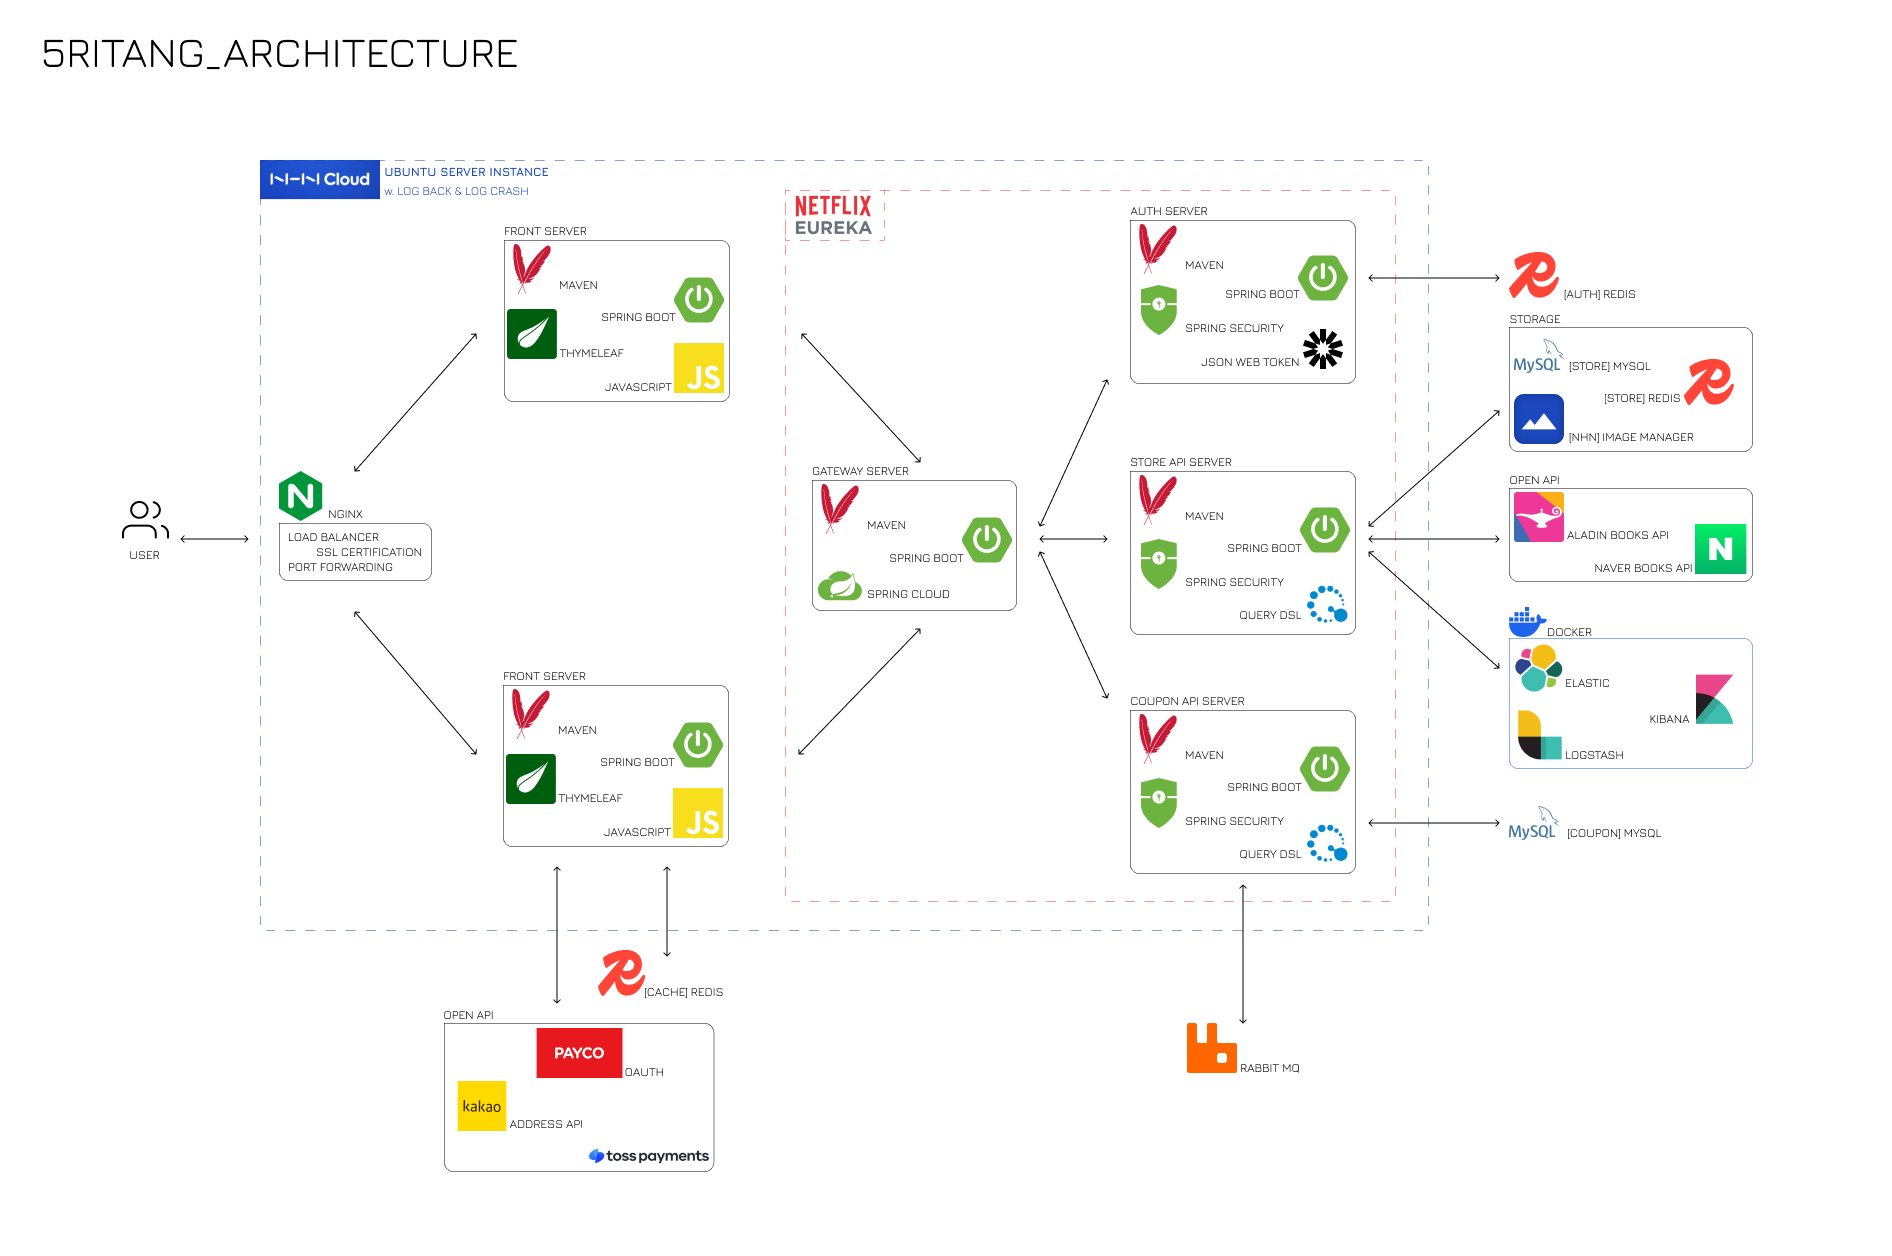 5RITANG_ARCHITECTURE
NHN Cloud
UBUNTU SERVER INSTANCE
w. LOG BACK & LOG CRASH
NETFLIX
EUREKA
USER
N
NGINX
LOAD BALANCER
SSL CERTIFICATION
PORT FORWARDING
FRONT SERVER
MAVEN
SPRING BOOT
THYMELEAF
JAVASCRIPT
JS
FRONT SERVER
MAVEN
SPRING BOOT
THYMELEAF
JAVASCRIPT
JS
GATEWAY SERVER
MAVEN
SPRING BOOT
SPRING CLOUD
AUTH SERVER
MAVEN
SPRING BOOT
SPRING SECURITY
JSON WEB TOKEN
STORE API SERVER
MAVEN
SPRING BOOT
SPRING SECURITY
QUERY DSL
COUPON API SERVER
MAVEN
SPRING BOOT
SPRING SECURITY
QUERY DSL
[AUTH] REDIS
STORAGE
MySQL
[STORE] MYSQL
[STORE] REDIS
[NHN] IMAGE MANAGER
OPEN API
ALADIN BOOKS API
NAVER BOOKS API
N
DOCKER
ELASTIC
KIBANA
LOGSTASH
MySQL
[COUPON] MYSQL
[CACHE] REDIS
OPEN API
PAYCO
OAUTH
kakao
ADDRESS API
toss payments
RABBIT MQ